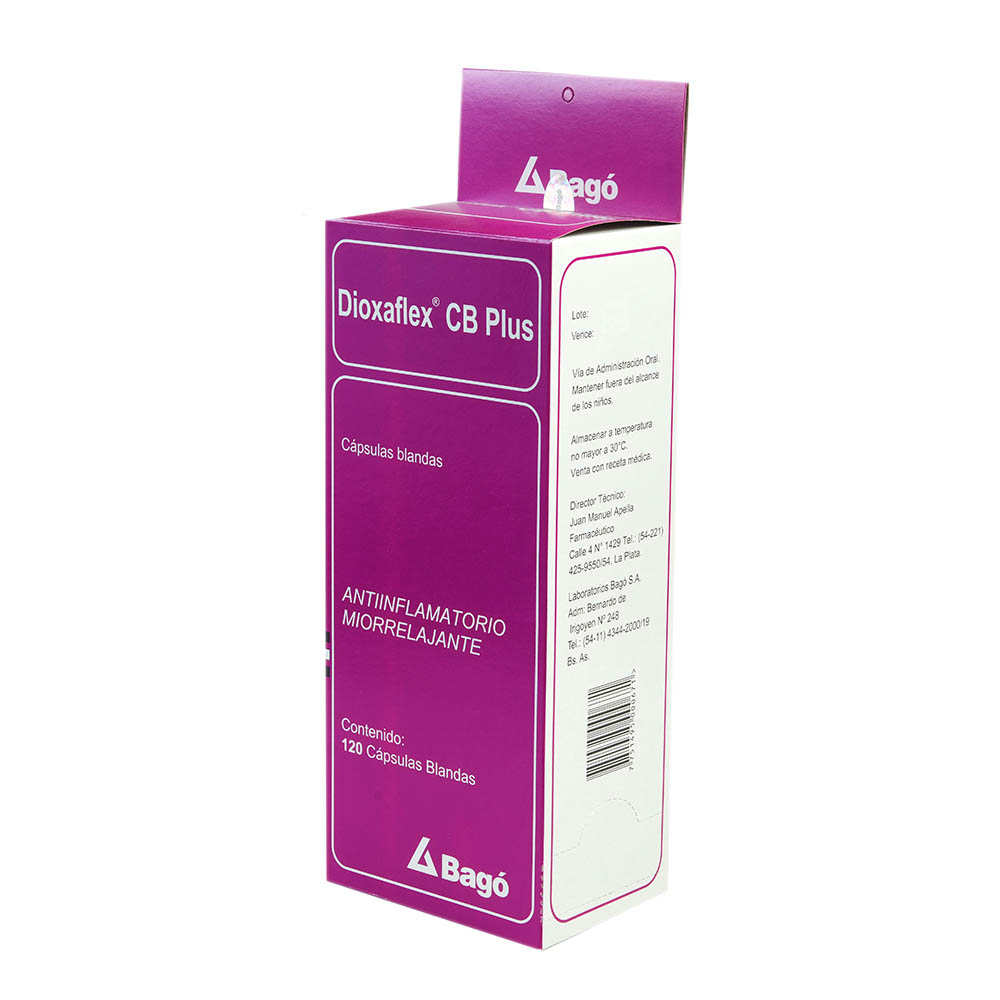 Bagó
Dioxaflex® CB Plus
Cápsulas blandas
ANTIINFLAMATORIO
MIORRELAJANTE
Contenido:
120 Cápsulas Blandas
Bagó
Lote:
Vence:
Vía de Administración Oral.
Mantener fuera del alcance
de los niños.
Almacenar a temperatura
no mayor a 30°C.
Venta con receta médica.
Director Técnico:
Juan Manuel Apella
Farmacéutico
Calle 4 N° 1429 Tel.: (54-221)
425-9550/54, La Plata
Laboratorios Bagó S.A.
Adm: Bernardo de
Irigoyen Nº 248
Tel.: (54-11) 4344-2000/19
Bs. As.